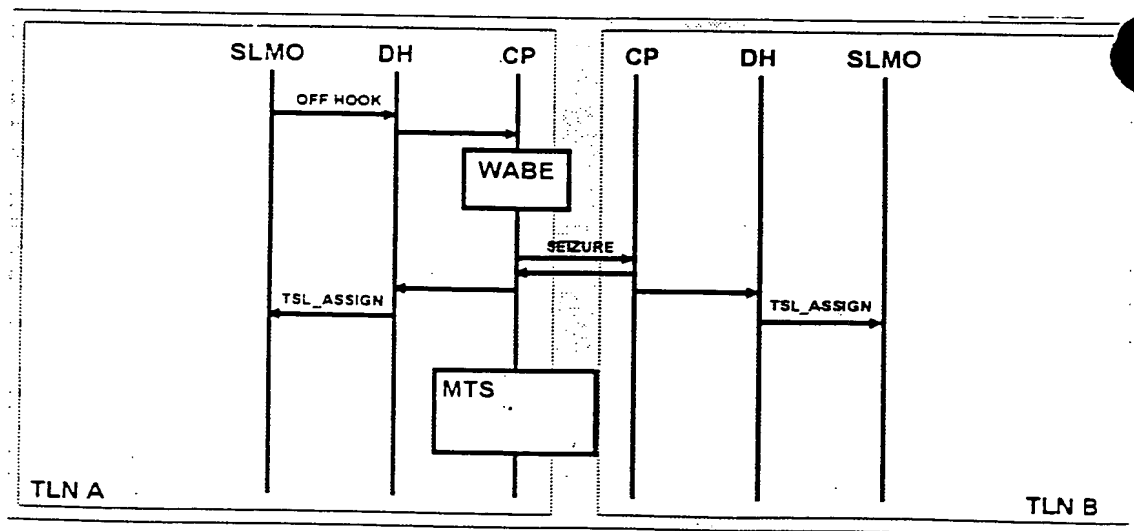 SLMO DH CP CP DH SLMO
OFF HOOK
WABE
SEIZURE
TSL_ASSIGN TSL_ASSIGN
MTS
TLN A
TLN B